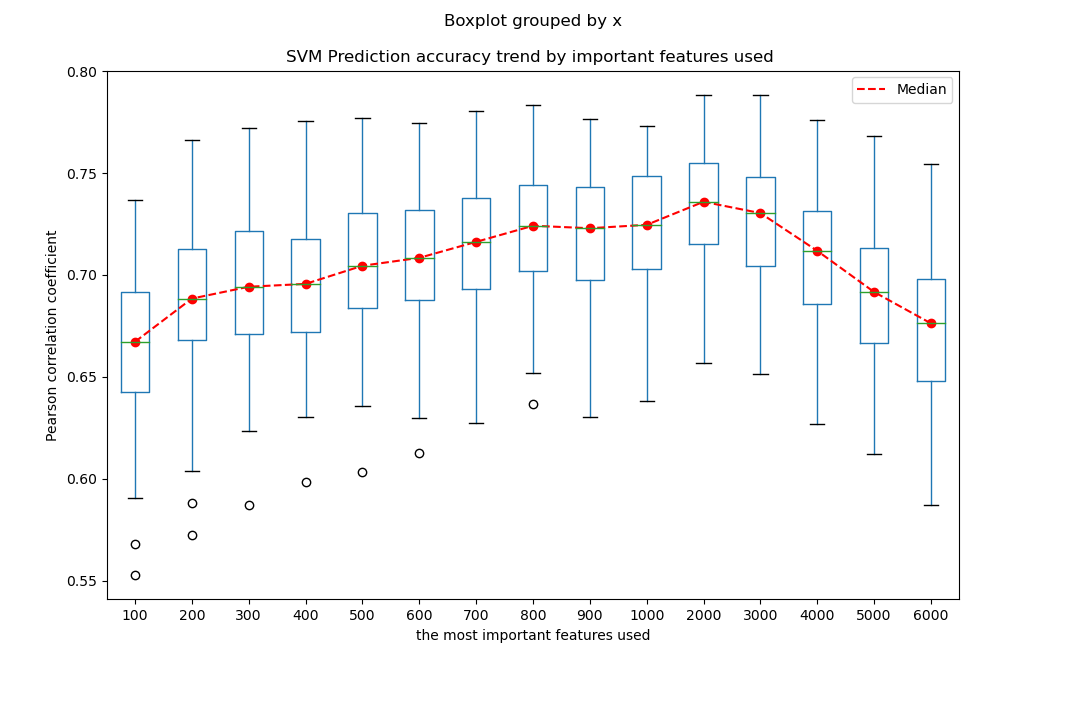 Boxplot grouped by x
SVM Prediction accuracy trend by important features used
Median
0.80
0.75
0.70
0.65
0.60
0.55
Pearson correlation coefficient
100 200 300 400 500 600 700 800 900 1000 2000 3000 4000 5000 6000
the most important features used